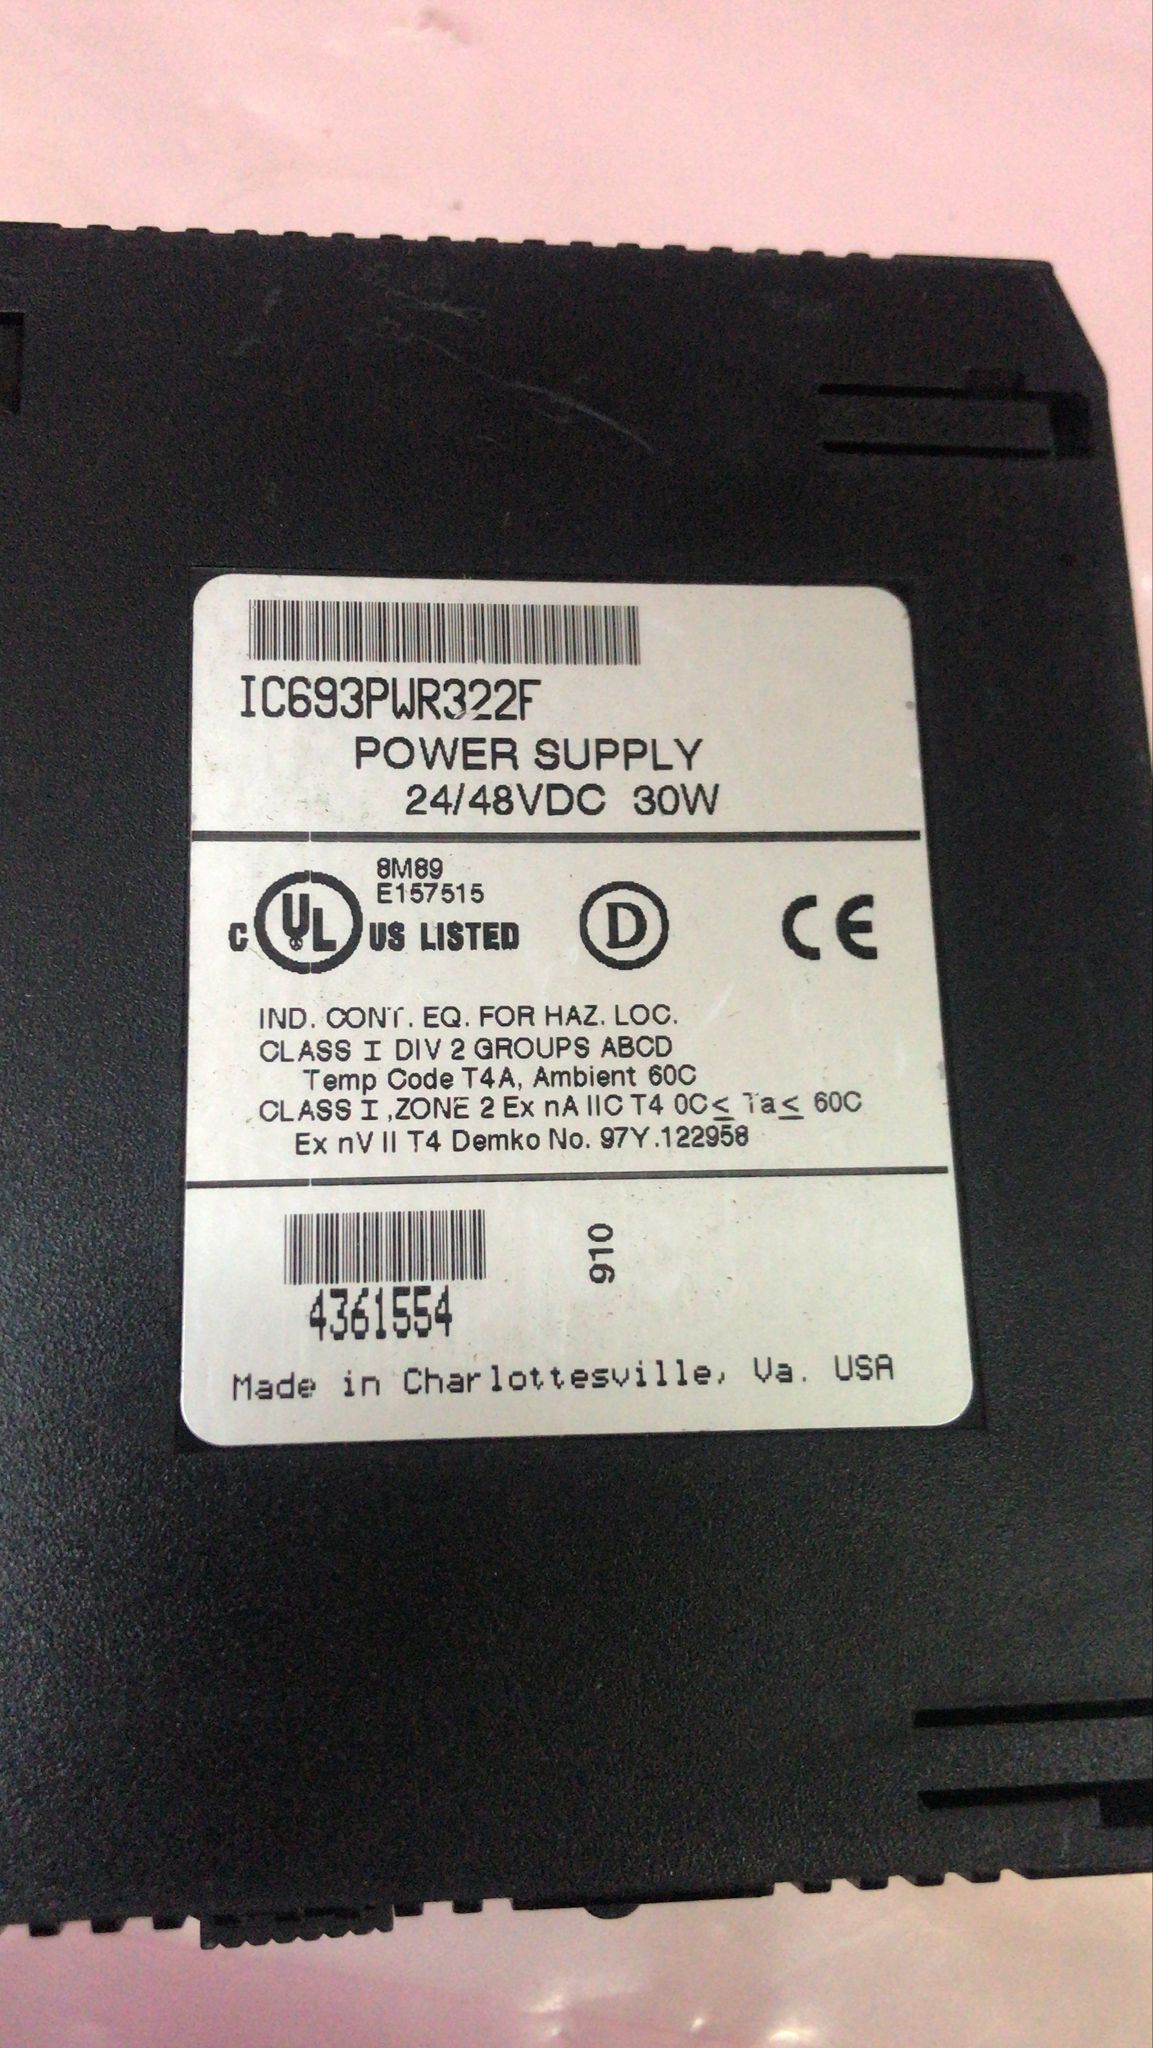 IC693PWR322F
POWER SUPPLY
24/48VDC 30W
8M89
E157515
C UL US LISTED
D
CE
IND. CONT. EQ. FOR HAZ. LOC.
CLASS I DIV 2 GROUPS ABCD
Temp Code T4A, Ambient 60C
CLASS I ,ZONE 2 Ex nA IIC T4 0C≤ Ta≤ 60C
Ex nV II T4 Demko No. 97Y.122958
910
4361554
Made in Charlottesville, Va. USA